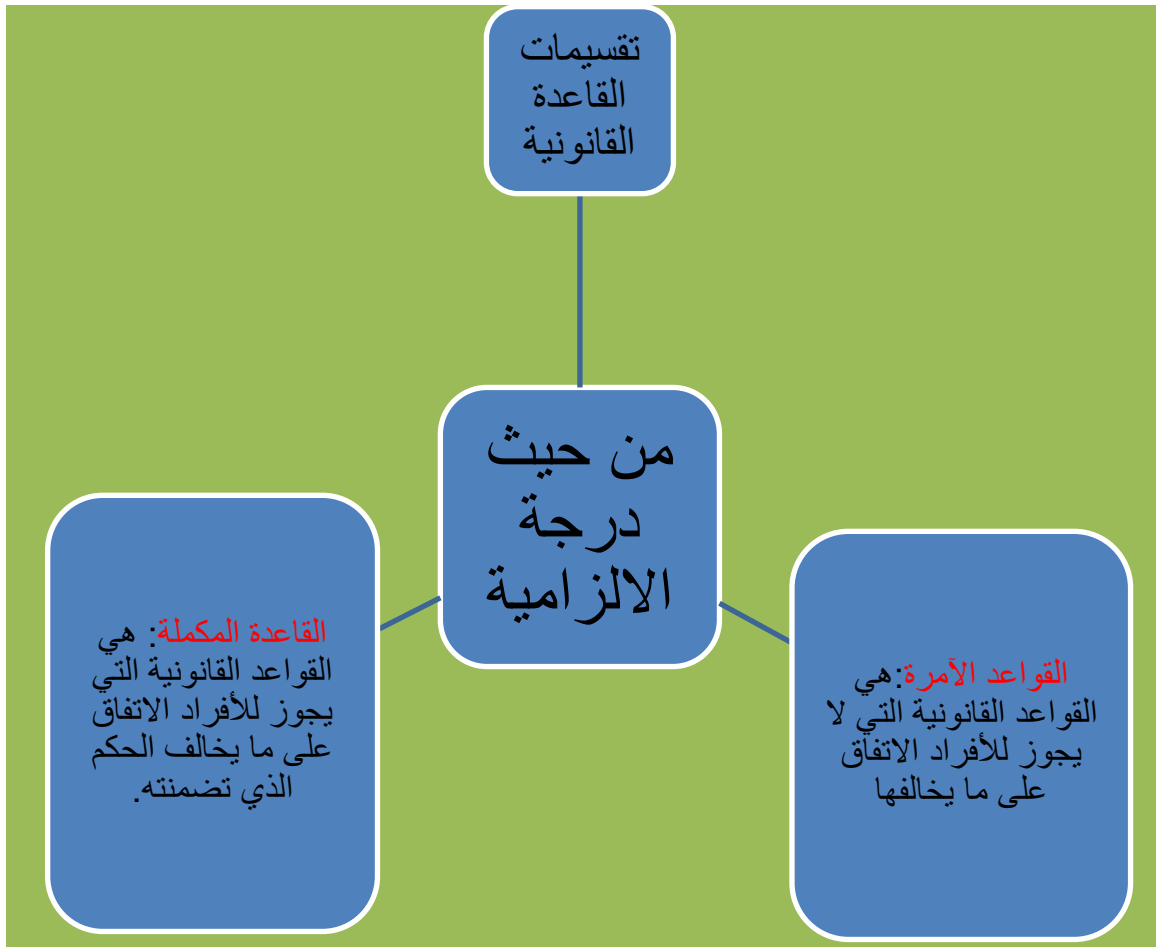 تقسيمات
القاعدة
القانونية
من حيث
درجة
الالزامية
القواعد الآمرة:هي
القواعد القانونية التي لا
يجوز للأفراد الاتفاق
على ما يخالفها
القاعدة المكملة: هي
القواعد القانونية التي
يجوز للأفراد الاتفاق
على ما يخالف الحكم
الذي تضمنته.